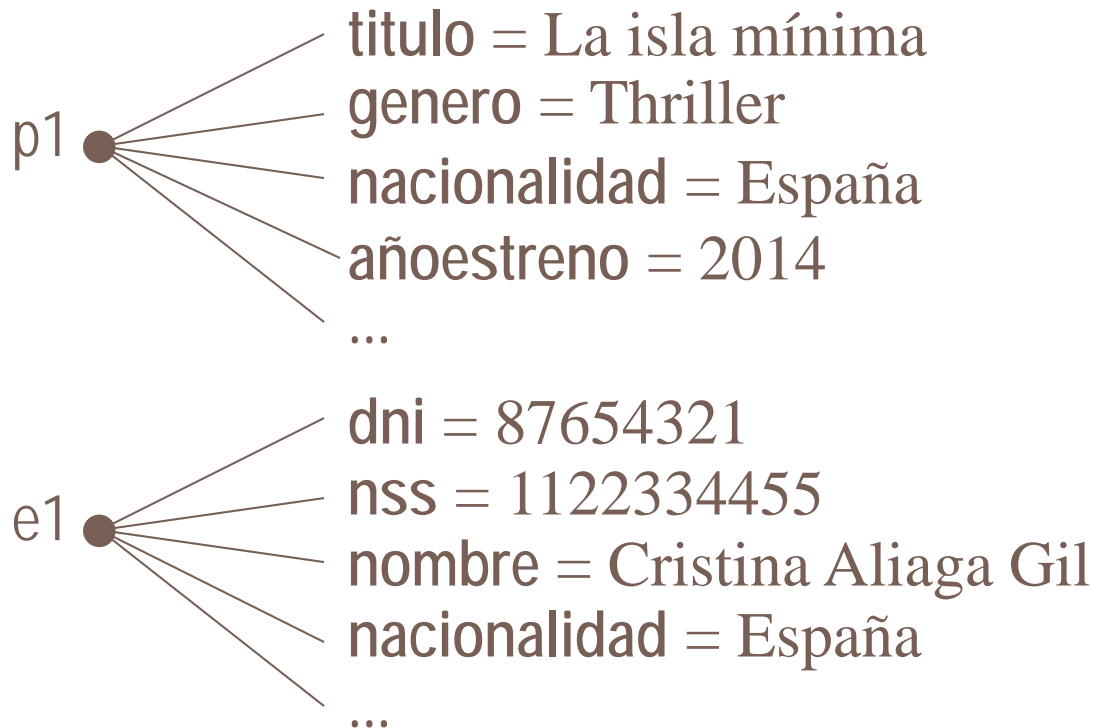 titulo = La isla mínima
genero = Thriller
p1
nacionalidad = España
añoestreno = 2014
...
dni = 87654321
nss = 1122334455
e1
nombre = Cristina Aliaga Gil
nacionalidad = España
...